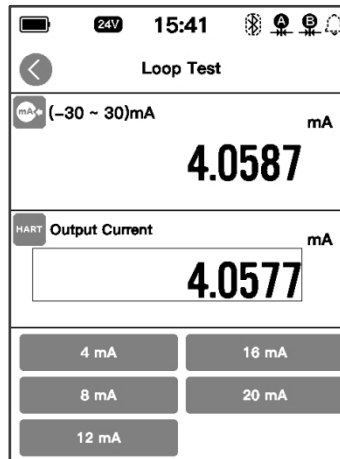 24V 15:41 A B
Loop Test
mA (-30 ~ 30)mA
mA
4.0587
HART Output Current
mA
4.0577
4 mA 16 mA
8 mA 20 mA
12 mA